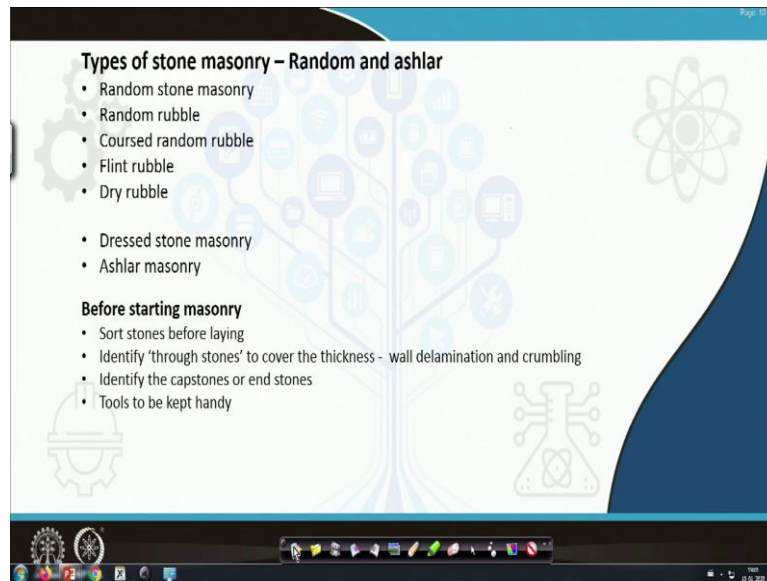 Page: 10
Types of stone masonry – Random and ashlar
• Random stone masonry
• Random rubble
• Coursed random rubble
• Flint rubble
• Dry rubble
• Dressed stone masonry
• Ashlar masonry
Before starting masonry
• Sort stones before laying
• Identify ‘through stones’ to cover the thickness - wall delamination and crumbling
• Identify the capstones or end stones
• Tools to be kept handy